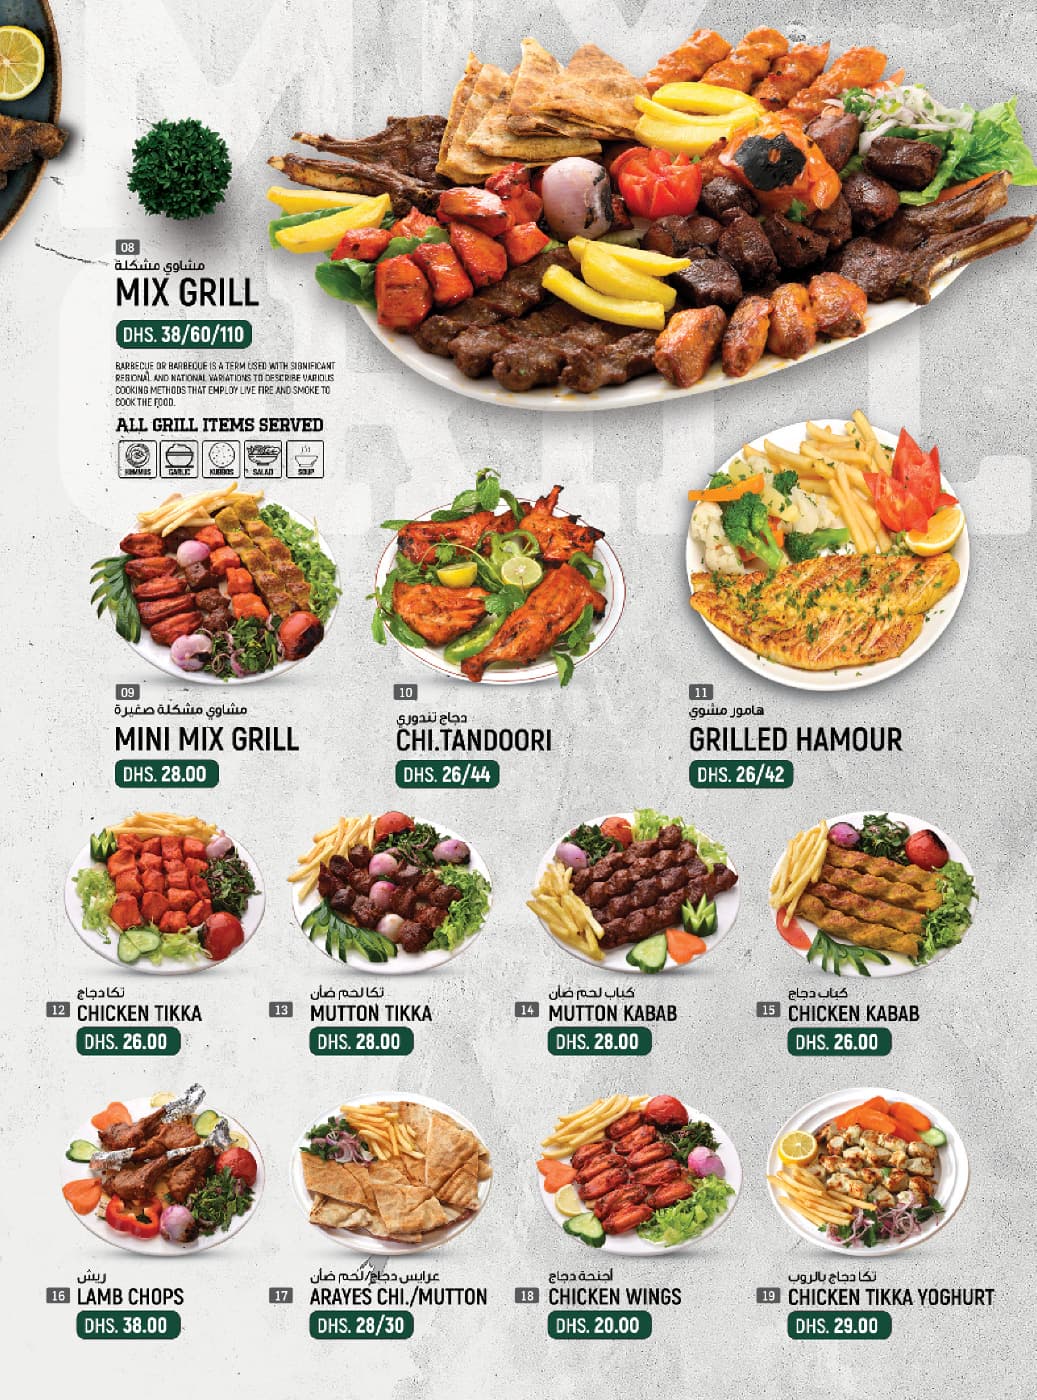 08
مشاوي مشكلة
MIX GRILL
DHS. 38/60/110
BARBECUE OR BARBEQUE IS A TERM USED WITH SIGNIFICANT
REGIONAL AND NATIONAL VARIATIONS TO DESCRIBE VARIOUS
COOKING METHODS THAT EMPLOY LIVE FIRE AND SMOKE TO
COOK THE FOOD.
ALL GRILL ITEMS SERVED
HUMMUS GARLIC KUBBOS SALAD SOUP
09
مشاوي مشكلة صغيرة
MINI MIX GRILL
DHS. 28.00
10
دجاج تندوري
CHI.TANDOORI
DHS. 26/44
11
هامور مشوي
GRILLED HAMOUR
DHS. 26/42
12
تكا دجاج
CHICKEN TIKKA
DHS. 26.00
13
تكا لحم ضأن
MUTTON TIKKA
DHS. 28.00
14
كباب لحم ضأن
MUTTON KABAB
DHS. 28.00
15
كباب دجاج
CHICKEN KABAB
DHS. 26.00
16
ريش
LAMB CHOPS
DHS. 38.00
17
عرايس دجاج/لحم ضأن
ARAYES CHI./MUTTON
DHS. 28/30
18
أجنحة دجاج
CHICKEN WINGS
DHS. 20.00
19
تكا دجاج بالروب
CHICKEN TIKKA YOGHURT
DHS. 29.00